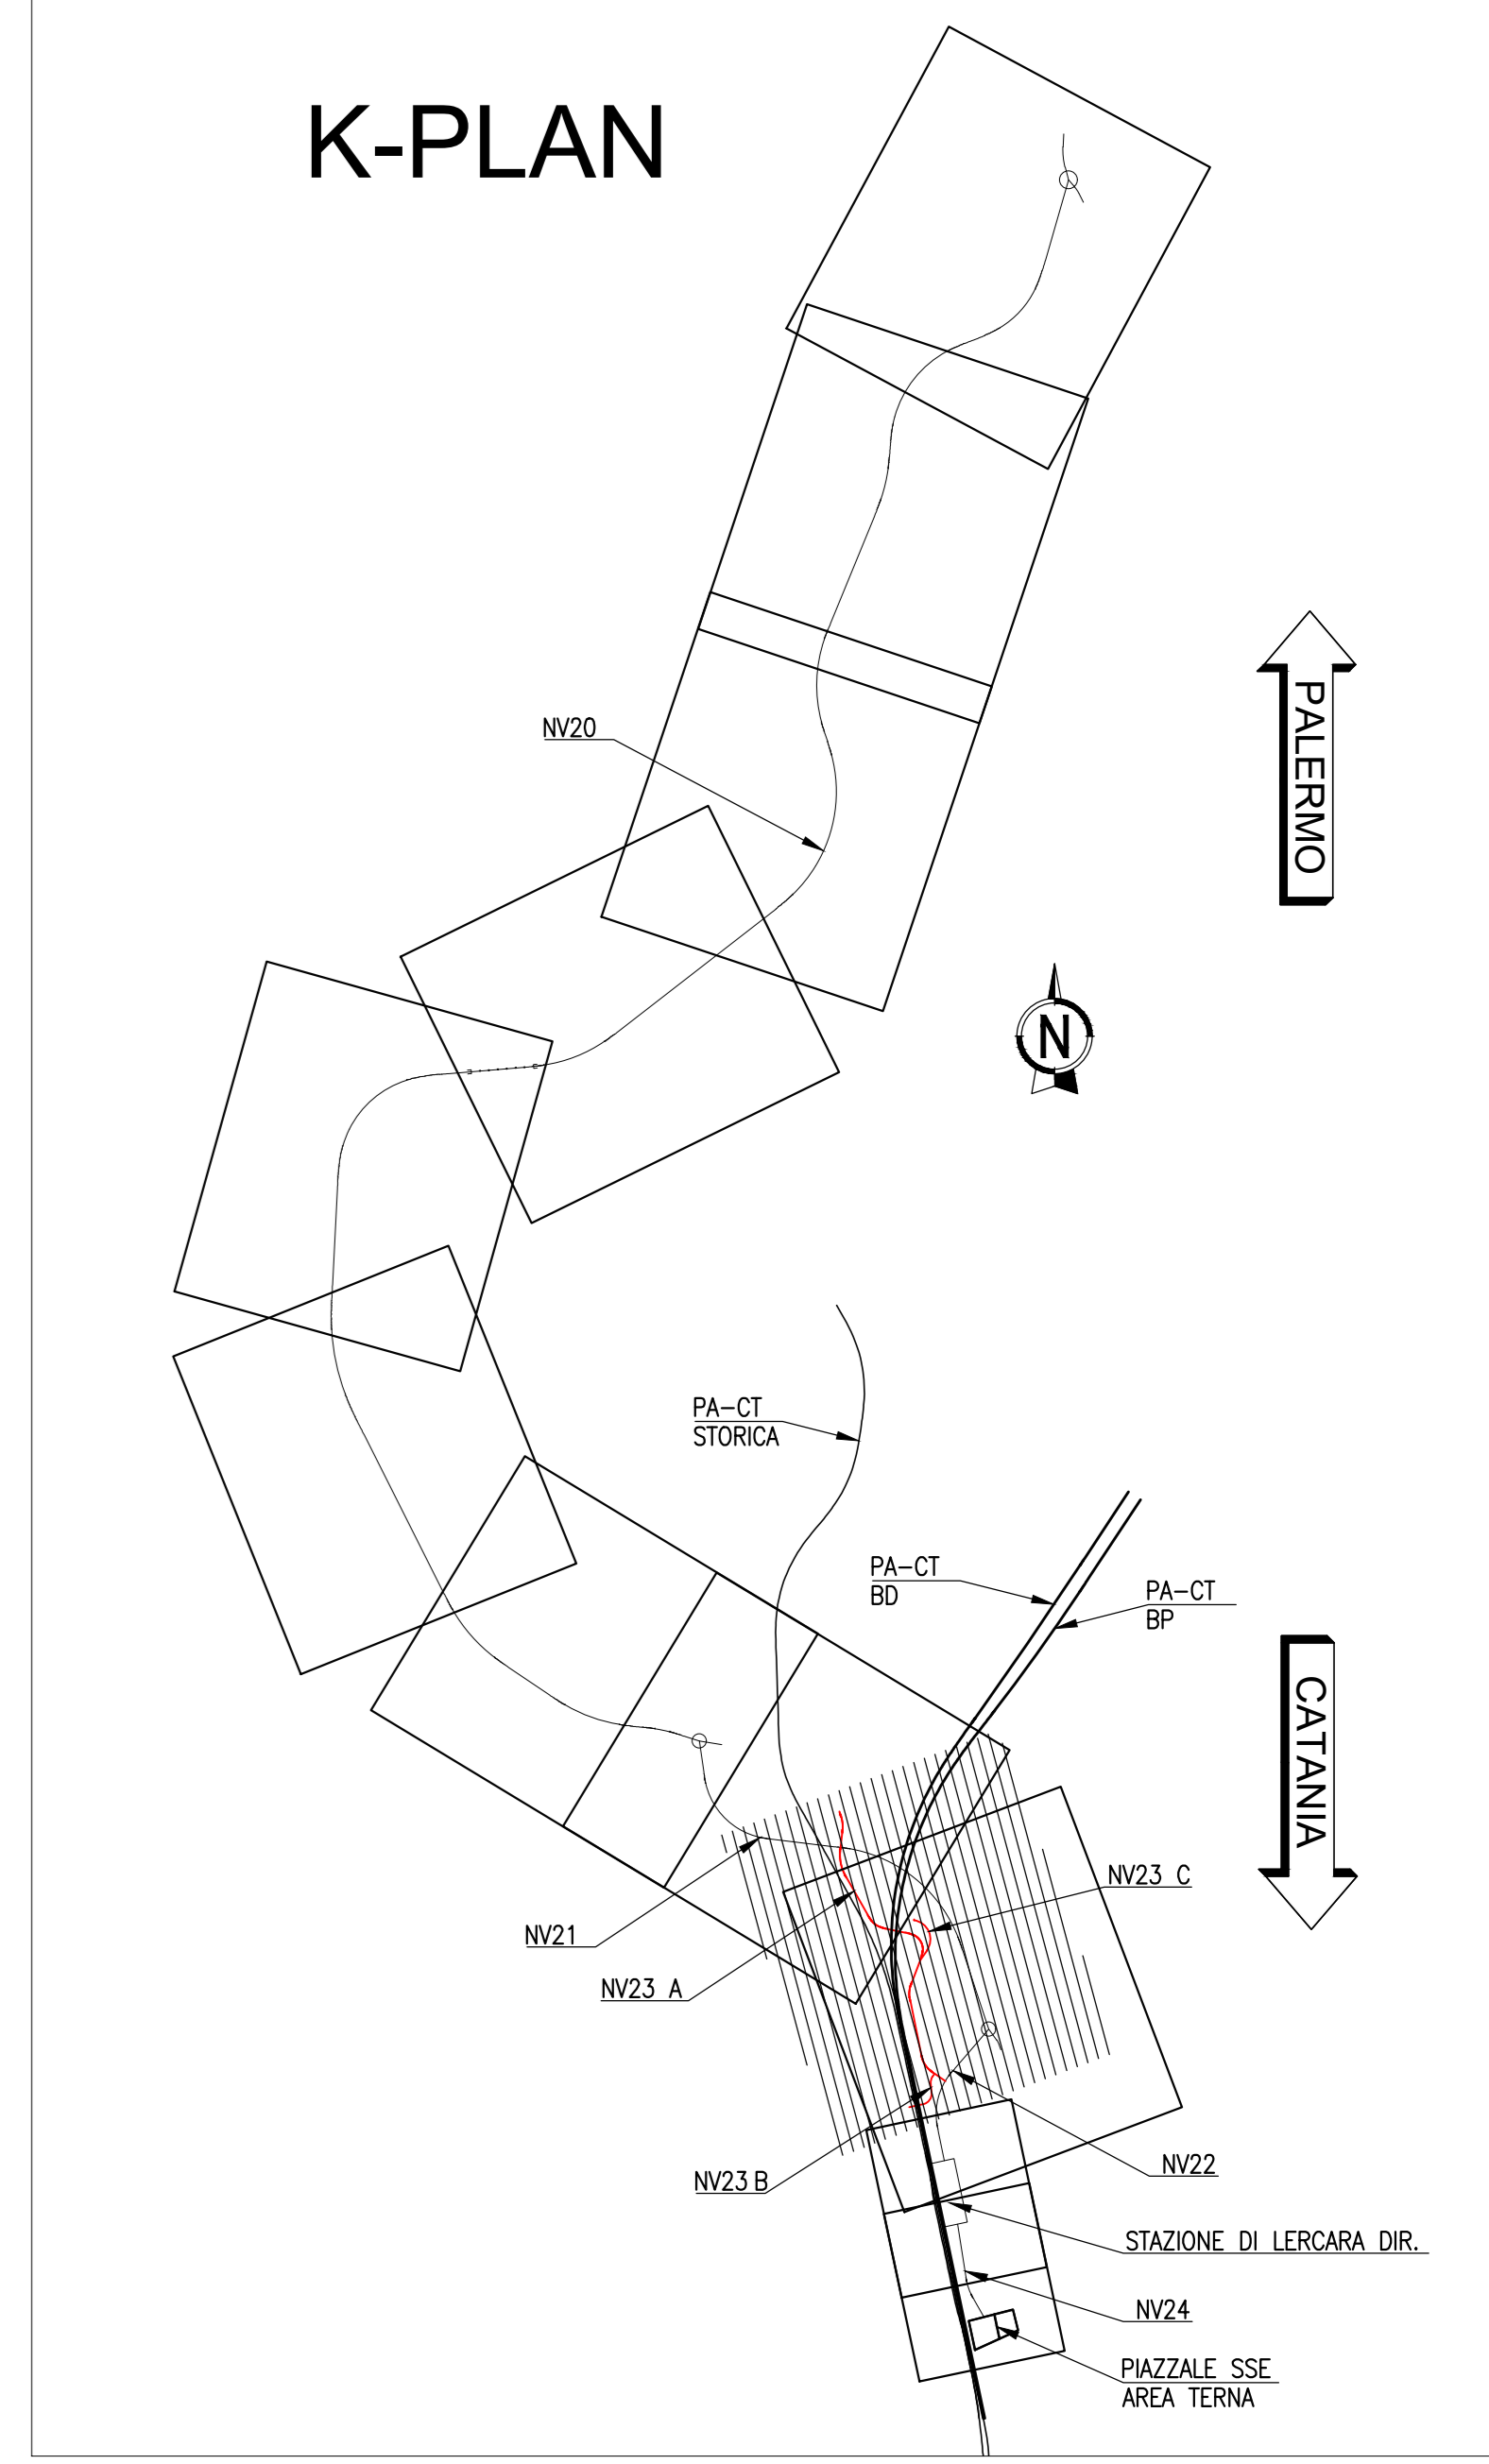 K-PLAN
PALERMO
NV20
N
PA-CT
STORICA
PA-CT
BD
PA-CT
BP
CATANIA
NV23 C
NV21
NV23 A
NV22
NV23 B
STAZIONE DI LERCARA DIR.
NV24
PIAZZALE SSE
AREA TERNA